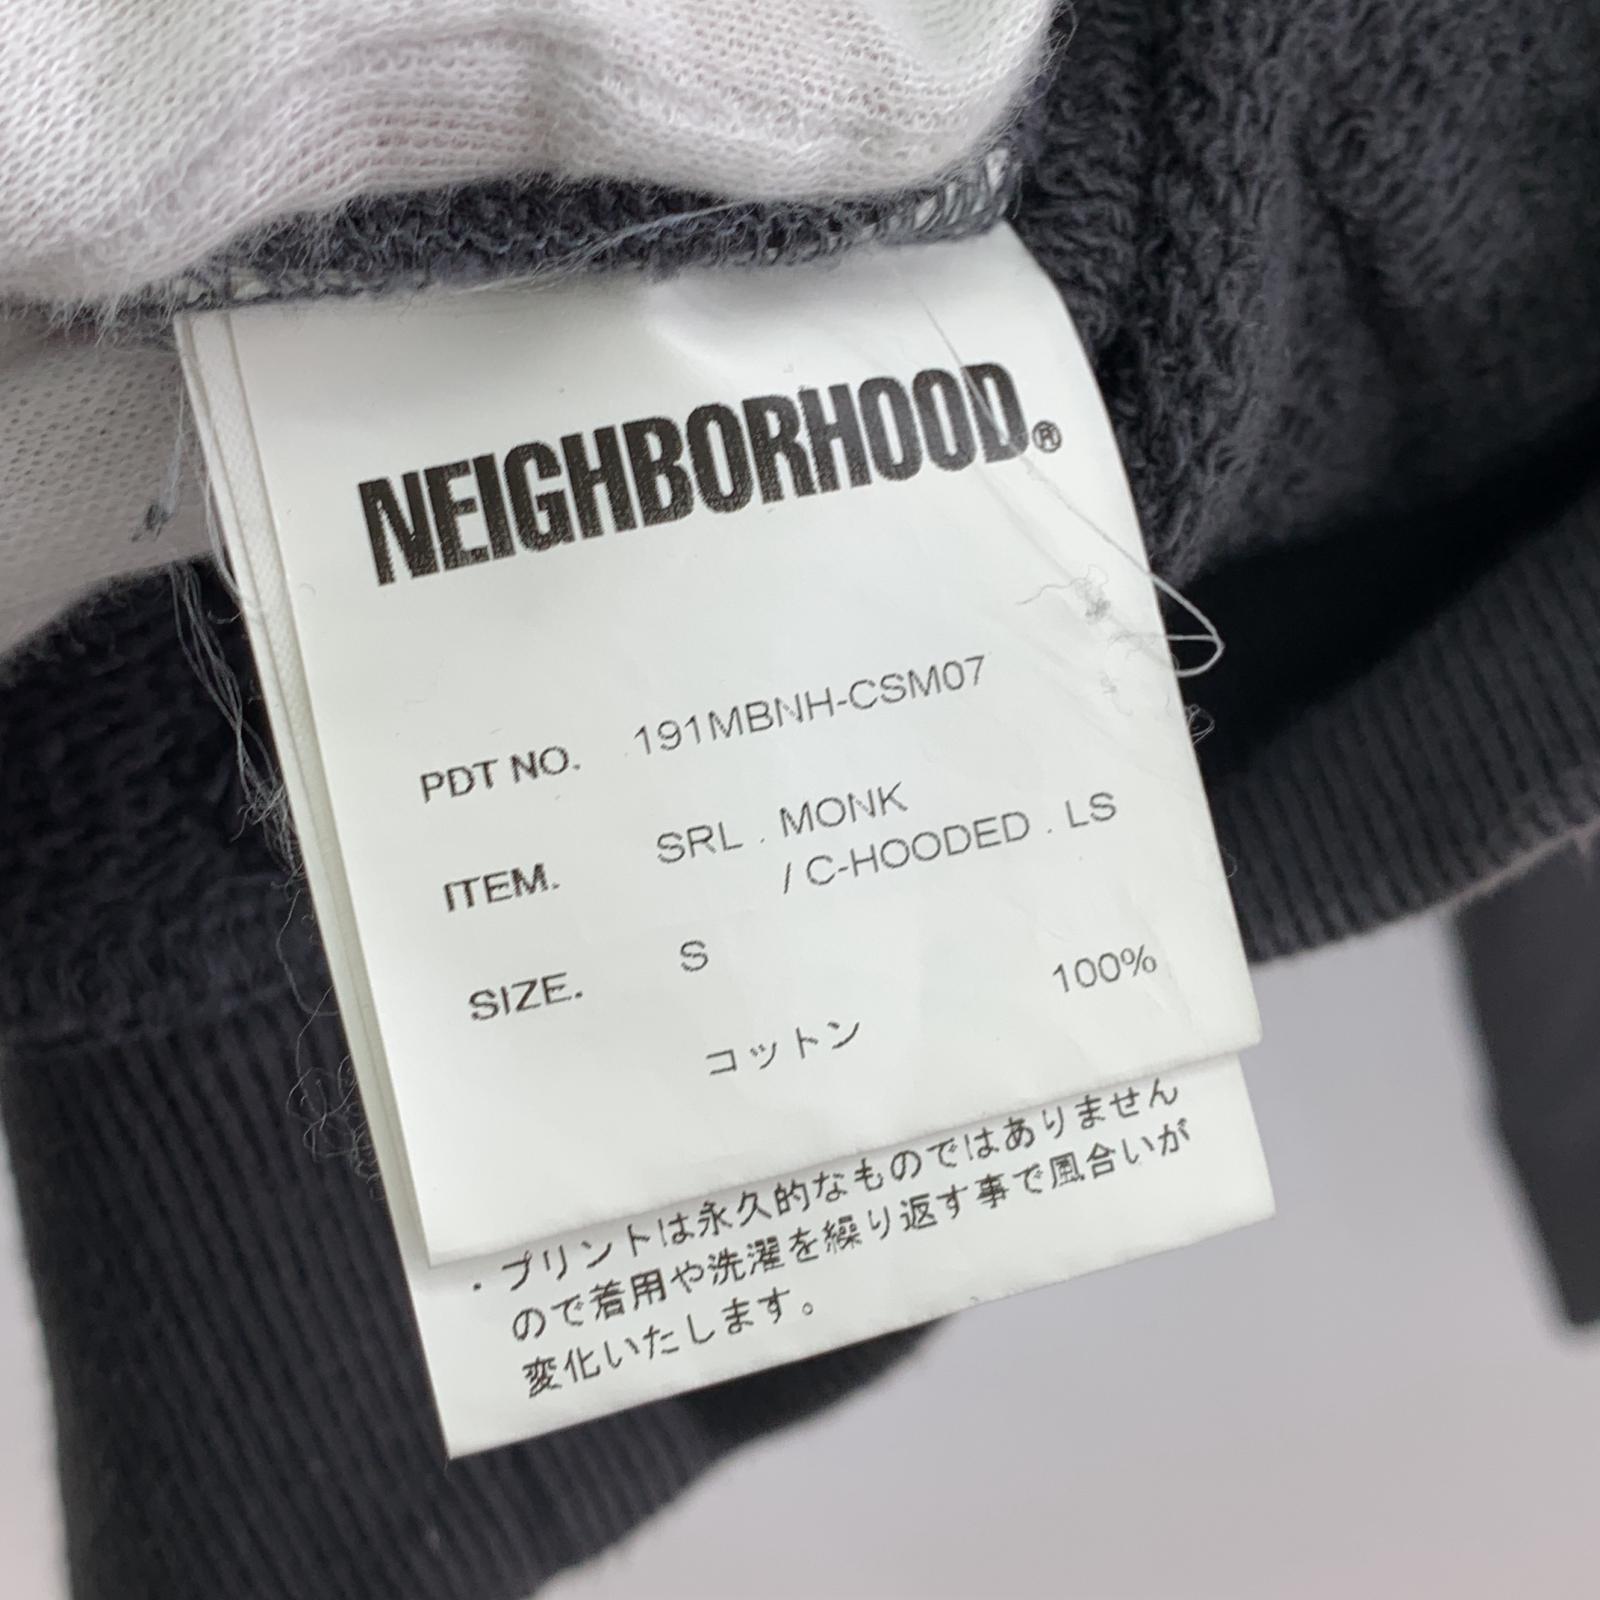 NEIGHBORHOOD®
PDT NO. 191MBNH-CSM07
ITEM. SRL . MONK
/ C-HOODED . LS
SIZE. S
コットン 100%
・プリントは永久的なものではありません
ので着用や洗濯を繰り返す事で風合いが
変化いたします。